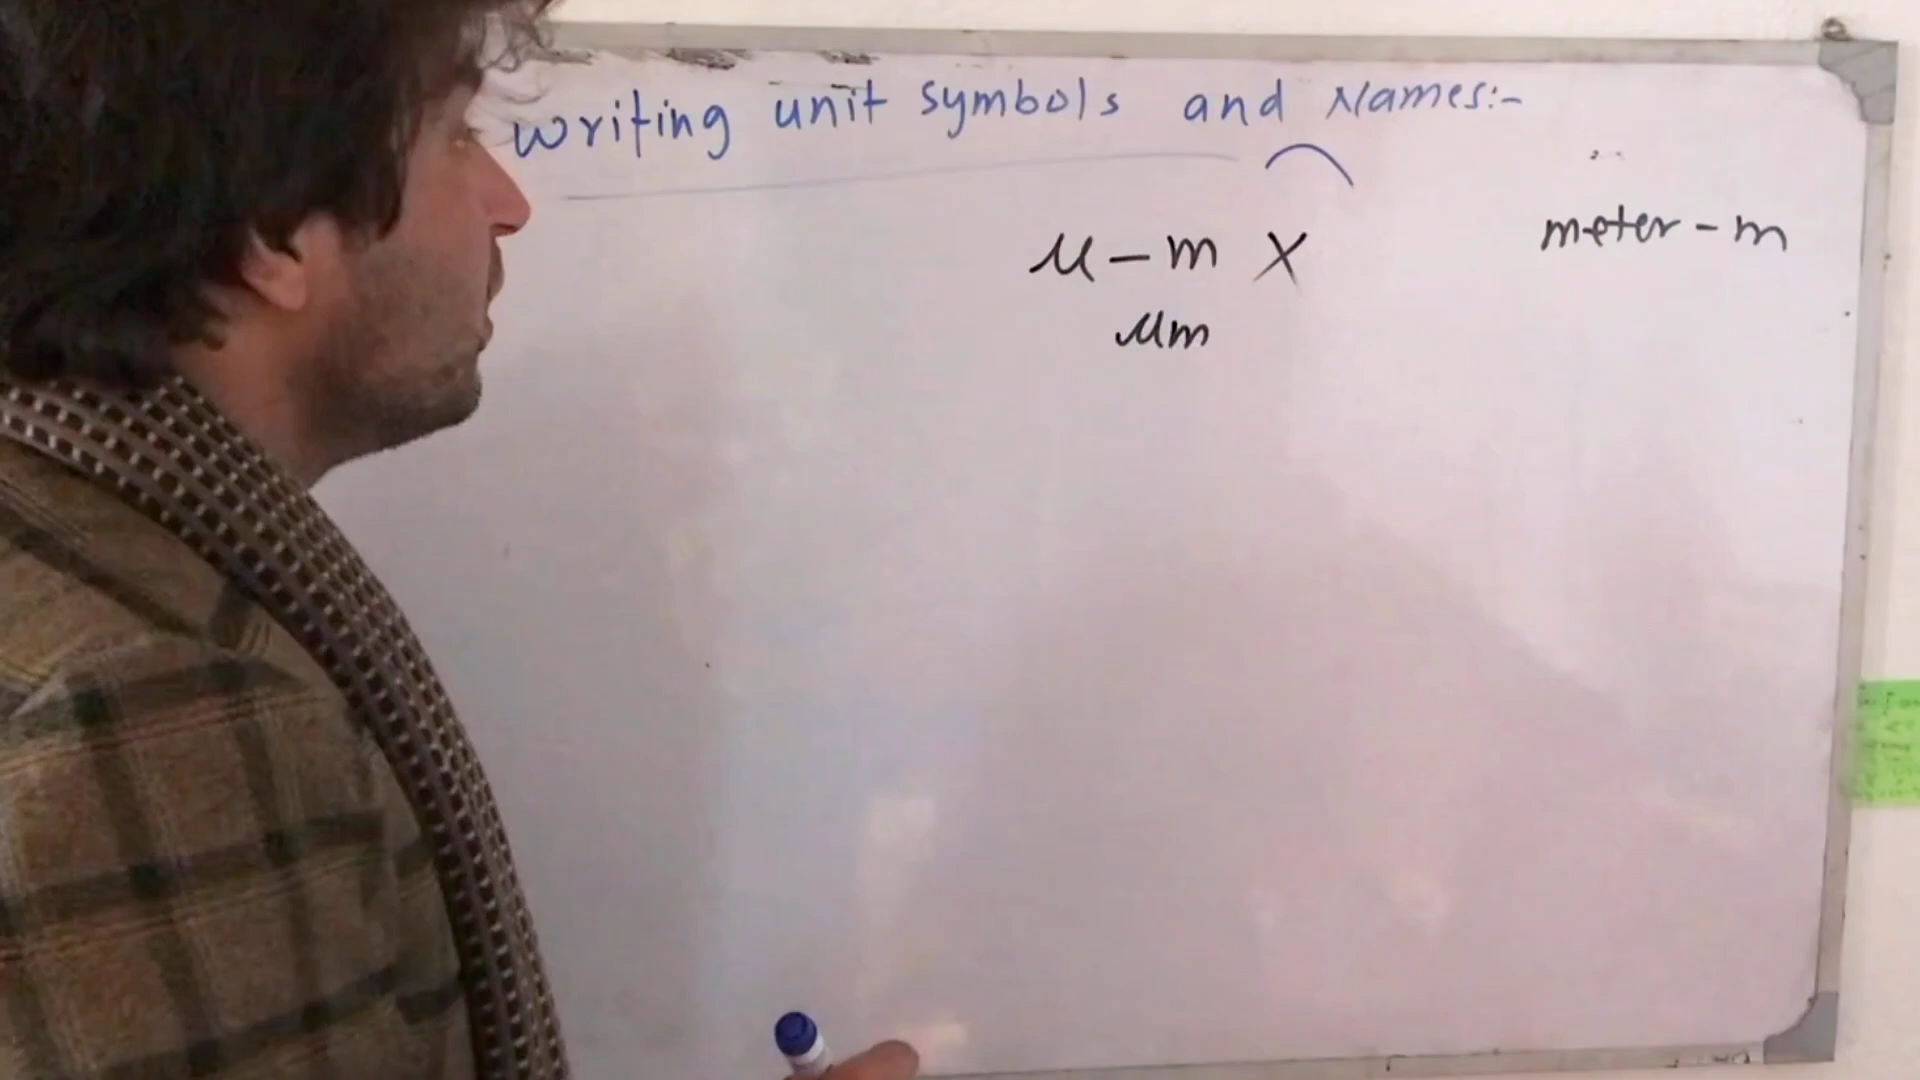 writing unit symbols and Names:-
μ - m X
μm
meter - m